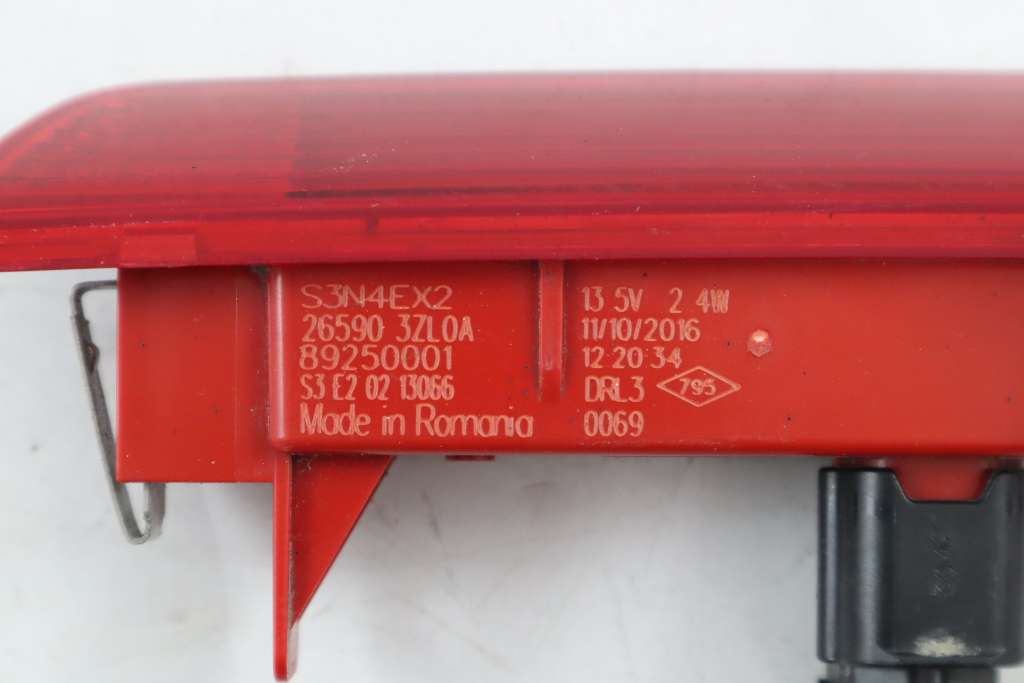 S3N4EX2
26590 3ZL0A
89250001
S3 E2 02 13066
Made in Romania
13 5V 2 4W
11/10/2016
12 20 34
DRL3 795
0069